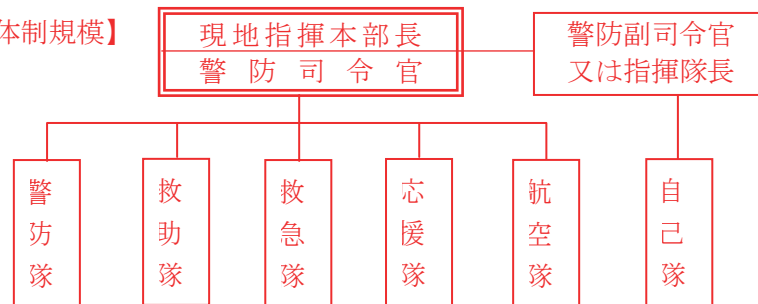 体制規模】
現地指揮本部長
警防司令官
警防副司令官
又は指揮隊長
警防隊
救助隊
救急隊
応援隊
航空隊
自己隊